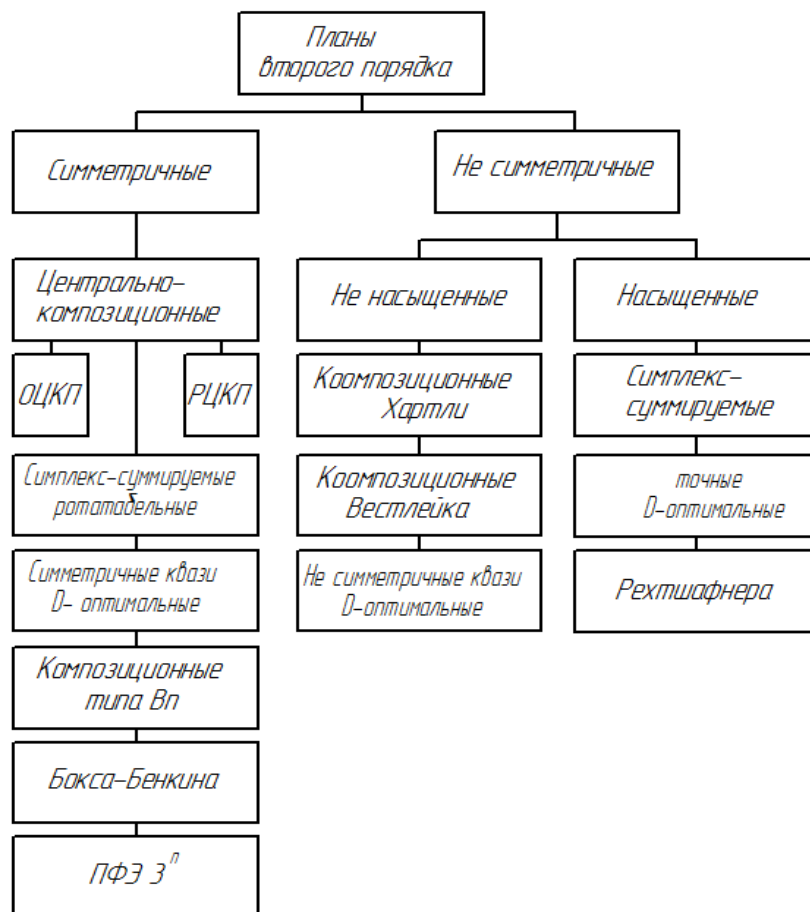 Планы
второго порядка
Симметричные
Не симметричные
Центрально-
композиционные
Не насыщенные
Насыщенные
ОЦКП
РЦКП
Коомпозиционные
Хартли
Симплекс-
суммируемые
Симплекс-суммируемые
ротатабельные
Коомпозиционные
Вестлейка
точные
D-оптимальные
Симметричные квази
D- оптимальные
Не симметричные квази
D-оптимальные
Рехтшафнера
Композиционные
типа Вп
Бокса-Бенкина
ПФЭ 3ⁿ